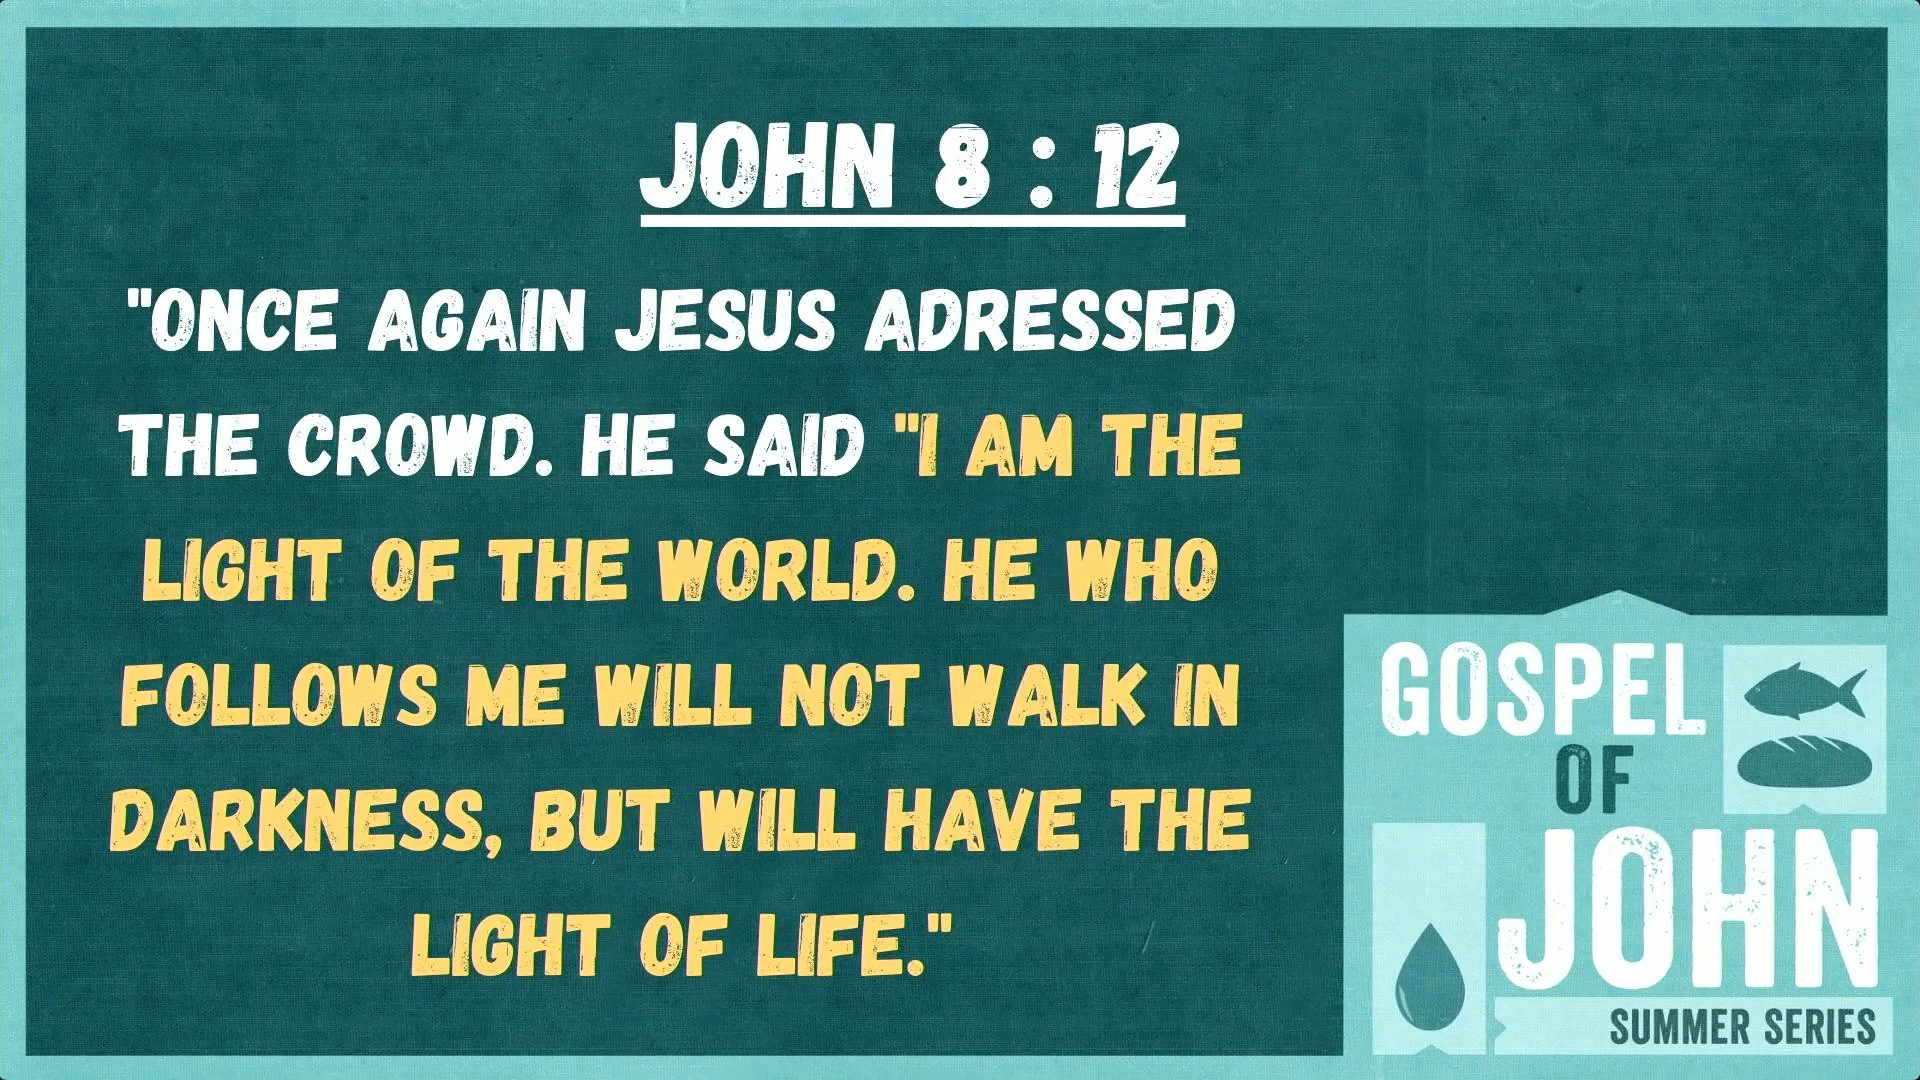 JOHN 8 : 12
"ONCE AGAIN JESUS ADRESSED
THE CROWD. HE SAID "I AM THE
LIGHT OF THE WORLD. HE WHO
FOLLOWS ME WILL NOT WALK IN
DARKNESS, BUT WILL HAVE THE
LIGHT OF LIFE."
GOSPEL
OF
JOHN
SUMMER SERIES